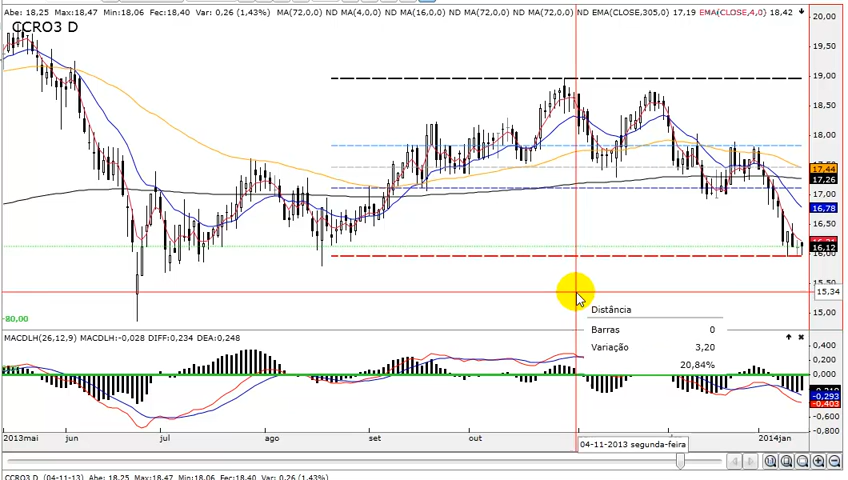 Abe: 18,25 Max:18,47 Min:18,06 Fec:18,40 Var: 0,26 (1,43%) MA(72,0,0) ND MA(4,0,0) MA(16,0,0) ND MA(72,0,0) ND MA(72,0,0) ND EMA(CLOSE,305,0) 17,19 EMA(CLOSE,4,0) 18,42
CCRO3 D
20,00
19,50
19,00
18,50
18,00
17,44
17,26
17,00
16,78
16,12
16,00
15,34
15,00
-80,00
Distância
Barras 0
Variação 3,20
20,84%
MACDLH(26,12,9) MACDLH:-0,028 DIFF:0,234 DEA:0,248
0,400
0,200
0,000
-0,293
-0,403
-0,600
-0,800
2013mai jun jul ago set out 2014jan
04-11-2013 segunda-feira
CCRO3 D (04-11-13) Abe: 18,25 Max:18,47 Min:18,06 Fec:18,40 Var: 0,26 (1,43%)